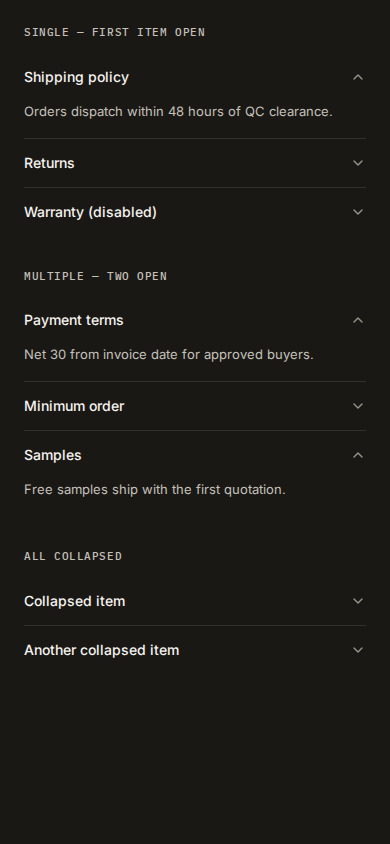 SINGLE — FIRST ITEM OPEN
Shipping policy
Orders dispatch within 48 hours of QC clearance.
Returns
Warranty (disabled)
MULTIPLE — TWO OPEN
Payment terms
Net 30 from invoice date for approved buyers.
Minimum order
Samples
Free samples ship with the first quotation.
ALL COLLAPSED
Collapsed item
Another collapsed item